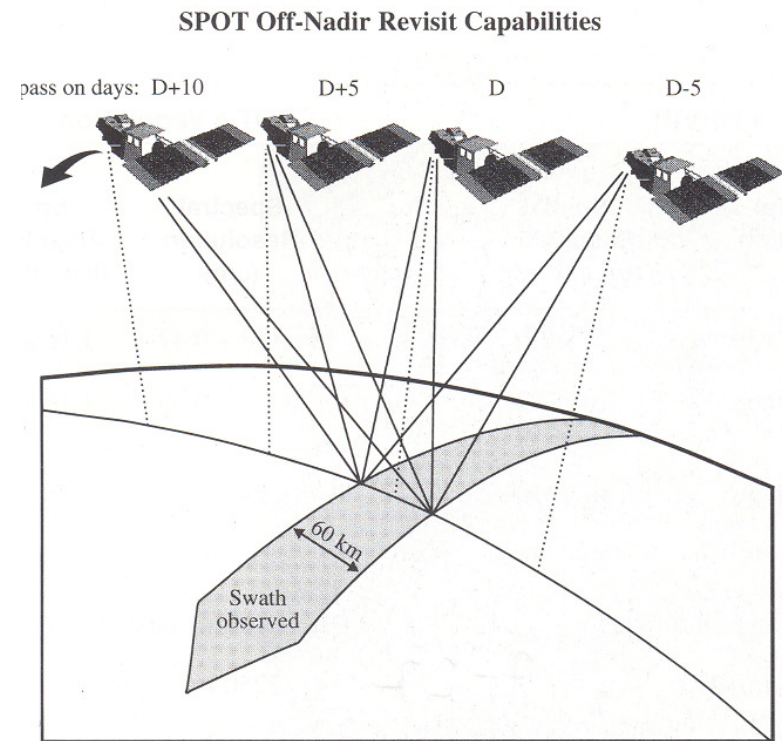 SPOT Off-Nadir Revisit Capabilities
pass on days: D+10 D+5 D D-5
60 km
Swath
observed